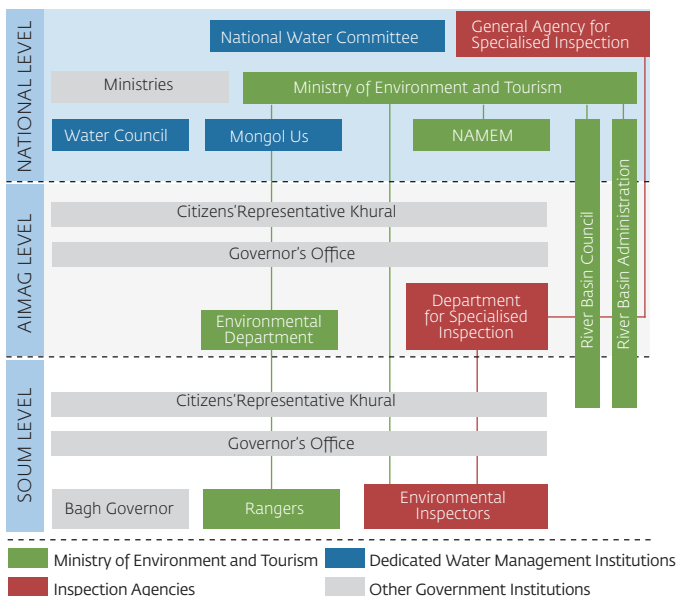 NATIONAL LEVEL
National Water Committee
General Agency for
Specialised Inspection
Ministries
Ministry of Environment and Tourism
Water Council
Mongol Us
NAMEM
River Basin Council
River Basin Administration
AIMAG LEVEL
Citizens'Representative Khural
Governor's Office
Environmental
Department
Department
for Specialised
Inspection
SOUM LEVEL
Citizens'Representative Khural
Governor's Office
Bagh Governor
Rangers
Environmental
Inspectors
Ministry of Environment and Tourism
Dedicated Water Management Institutions
Inspection Agencies
Other Government Institutions